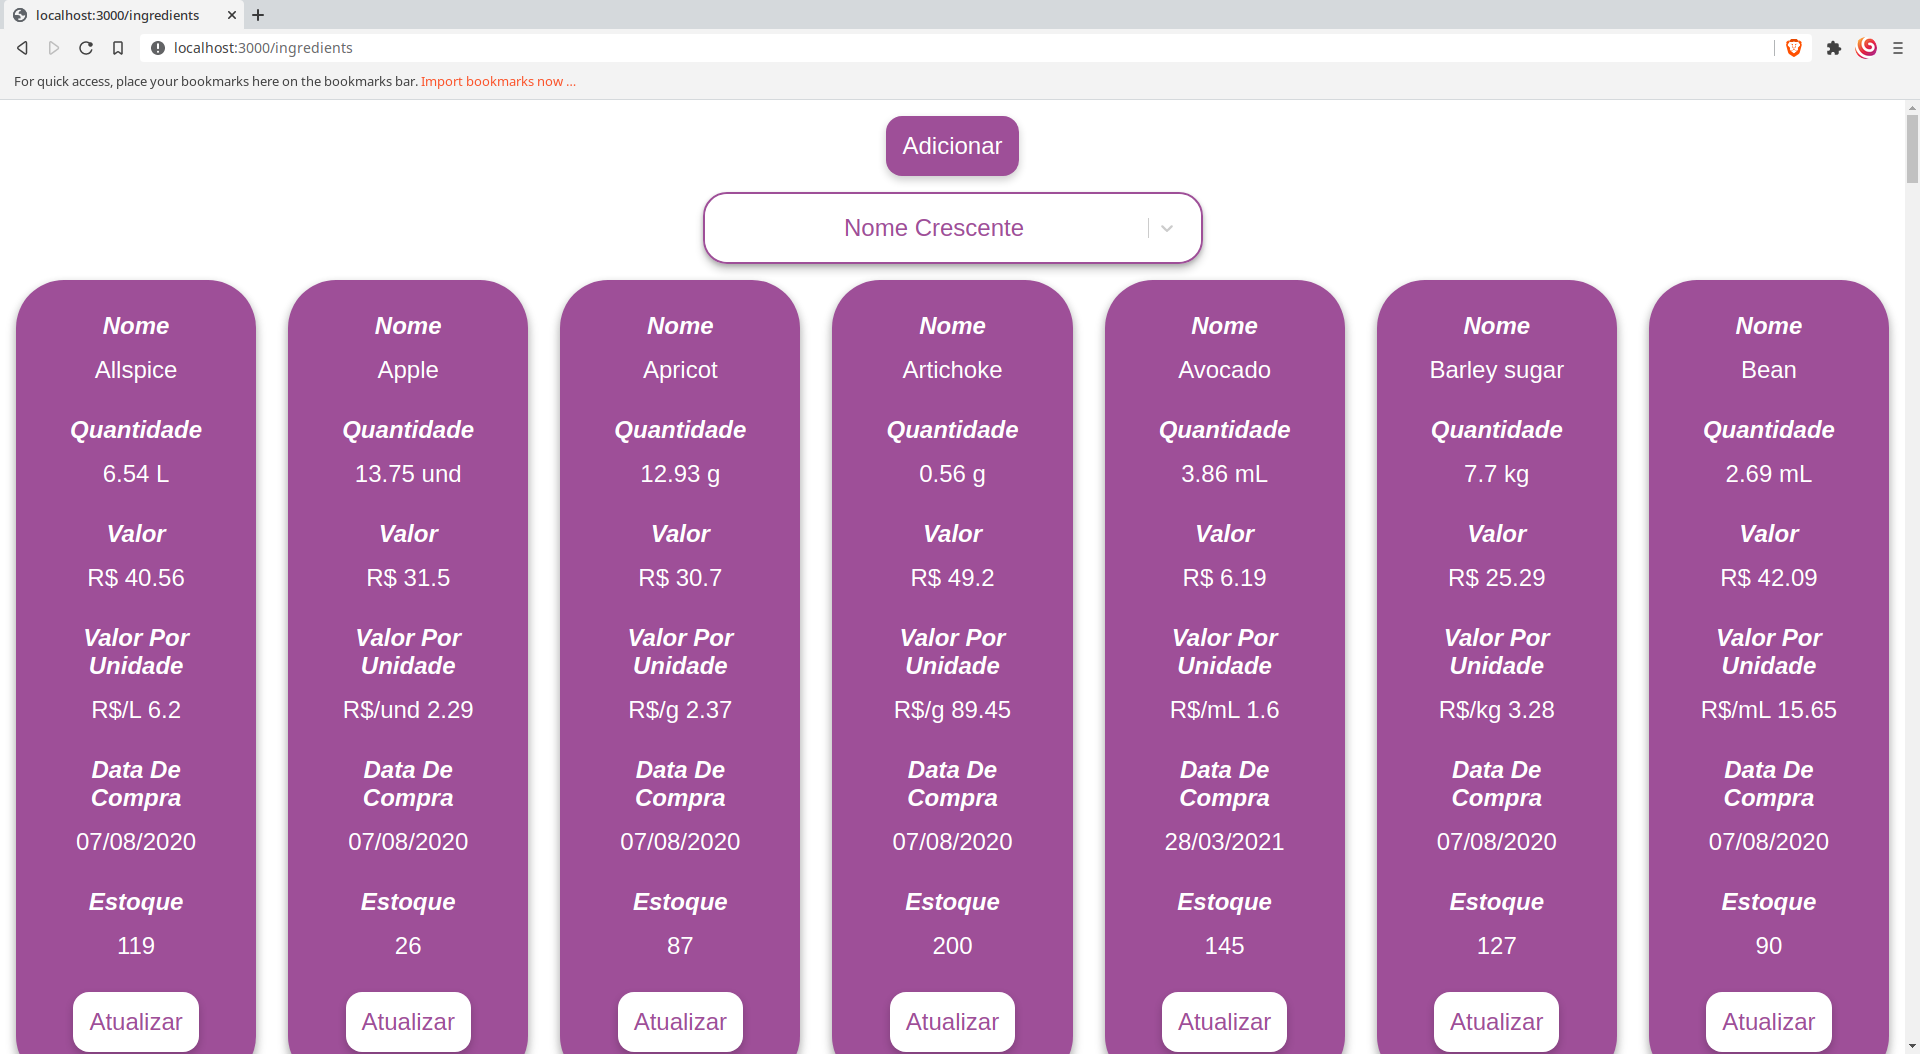 localhost:3000/ingredients
localhost:3000/ingredients
For quick access, place your bookmarks here on the bookmarks bar. Import bookmarks now ...
Adicionar
Nome Crescente
Nome
Allspice
Quantidade
6.54 L
Valor
R$ 40.56
Valor Por
Unidade
R$/L 6.2
Data De
Compra
07/08/2020
Estoque
119
Atualizar
Nome
Apple
Quantidade
13.75 und
Valor
R$ 31.5
Valor Por
Unidade
R$/und 2.29
Data De
Compra
07/08/2020
Estoque
26
Atualizar
Nome
Apricot
Quantidade
12.93 g
Valor
R$ 30.7
Valor Por
Unidade
R$/g 2.37
Data De
Compra
07/08/2020
Estoque
87
Atualizar
Nome
Artichoke
Quantidade
0.56 g
Valor
R$ 49.2
Valor Por
Unidade
R$/g 89.45
Data De
Compra
07/08/2020
Estoque
200
Atualizar
Nome
Avocado
Quantidade
3.86 mL
Valor
R$ 6.19
Valor Por
Unidade
R$/mL 1.6
Data De
Compra
28/03/2021
Estoque
145
Atualizar
Nome
Barley sugar
Quantidade
7.7 kg
Valor
R$ 25.29
Valor Por
Unidade
R$/kg 3.28
Data De
Compra
07/08/2020
Estoque
127
Atualizar
Nome
Bean
Quantidade
2.69 mL
Valor
R$ 42.09
Valor Por
Unidade
R$/mL 15.65
Data De
Compra
07/08/2020
Estoque
90
Atualizar